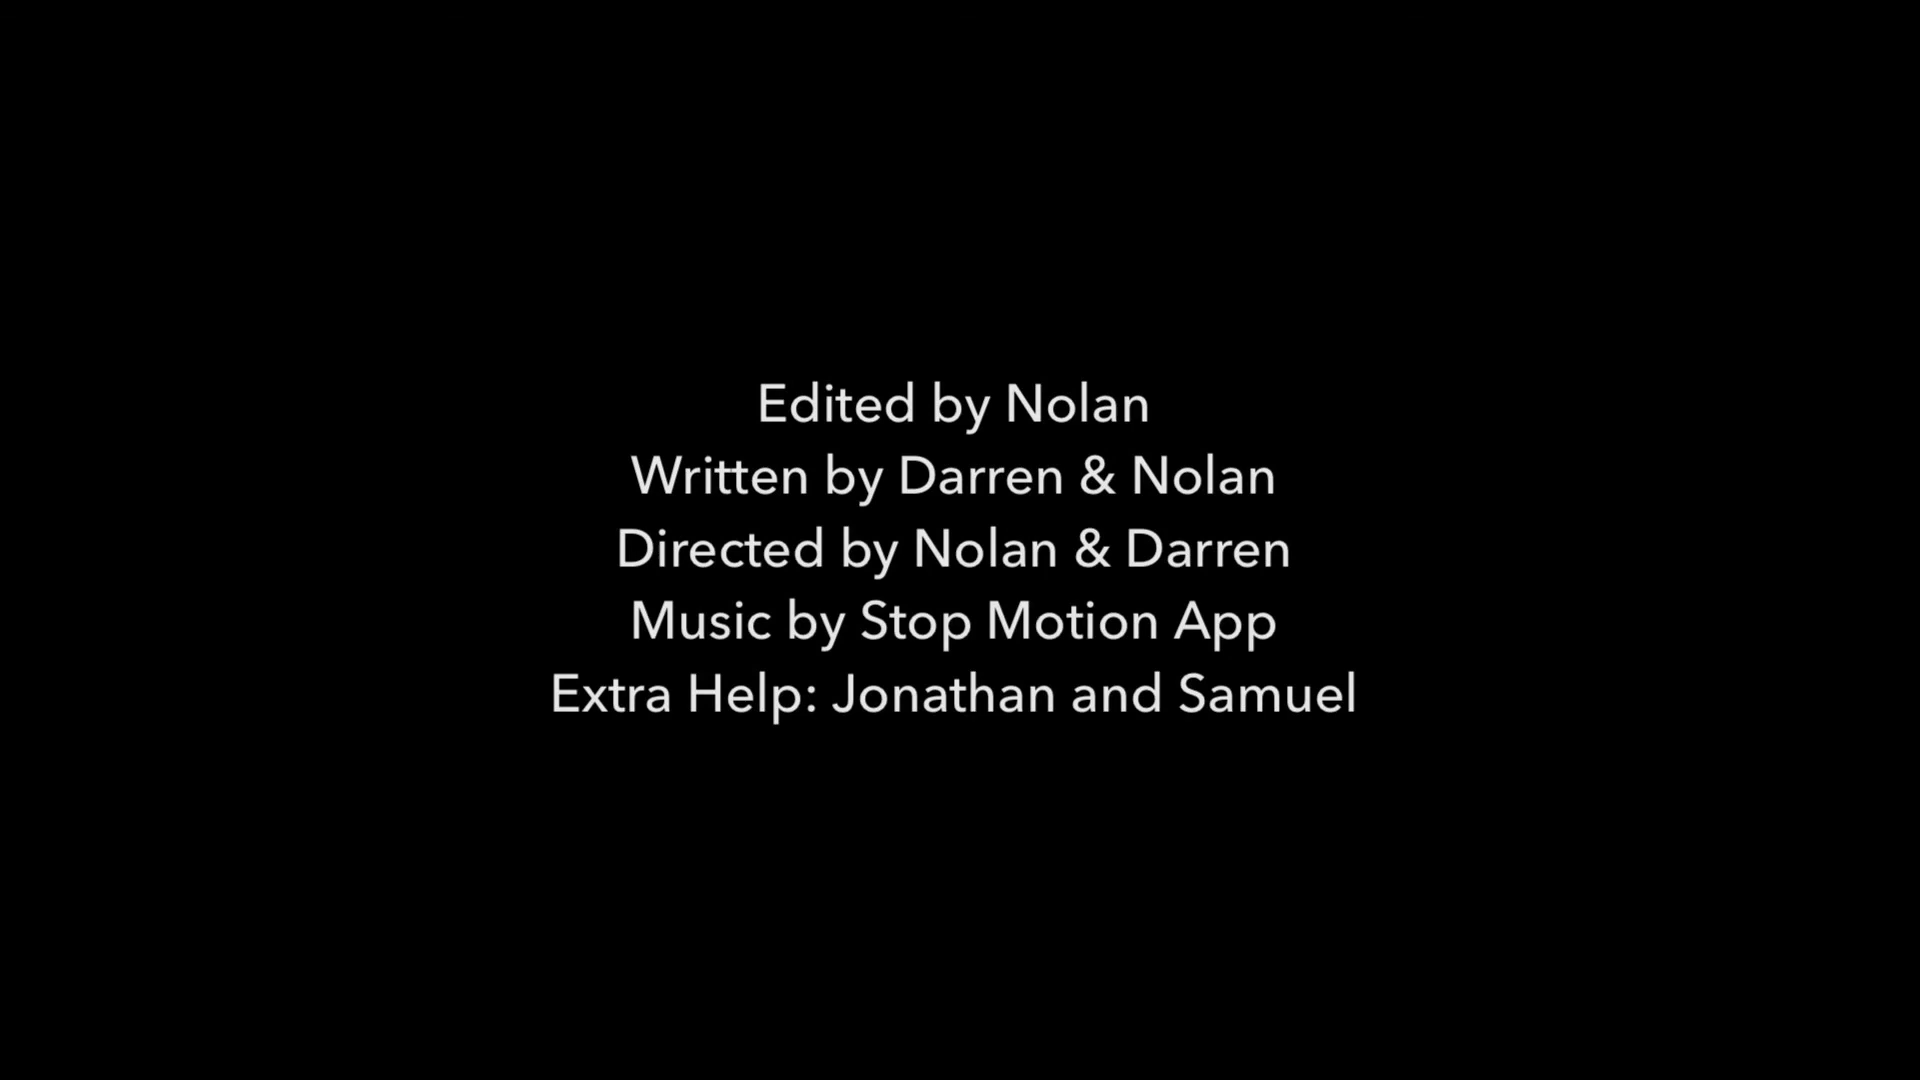 Edited by Nolan
Written by Darren & Nolan
Directed by Nolan & Darren
Music by Stop Motion App
Extra Help: Jonathan and Samuel